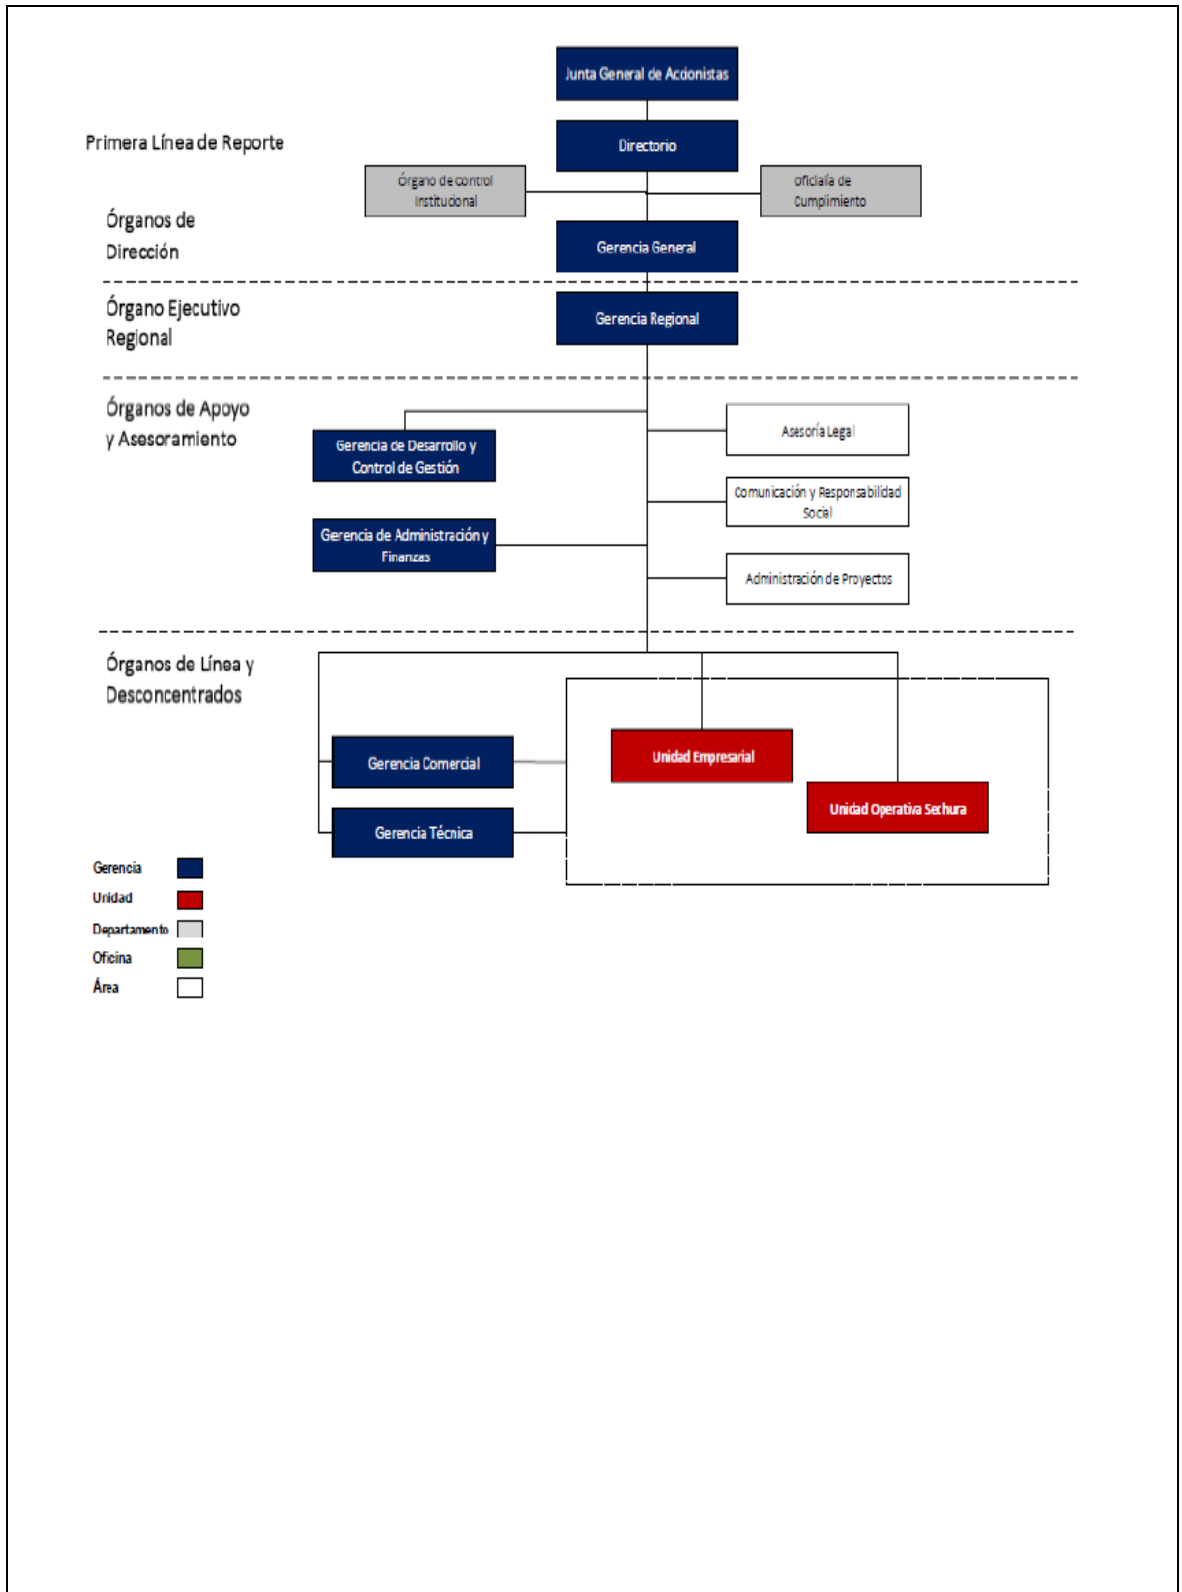 Junta General de Accionistas
Primera Línea de Reporte
Directorio
Órgano de control
Institucional
Oficialía de
Cumplimiento
Órganos de
Dirección
Gerencia General
Órgano Ejecutivo
Regional
Gerencia Regional
Órganos de Apoyo
y Asesoramiento
Gerencia de Desarrollo y
Control de Gestión
Asesoría Legal
Comunicación y Responsabilidad
Social
Gerencia de Administración y
Finanzas
Administración de Proyectos
Órganos de Línea y
Desconcentrados
Gerencia Comercial
Unidad Empresarial
Unidad Operativa Sechura
Gerencia Técnica
Gerencia
Unidad
Departamento
Oficina
Área